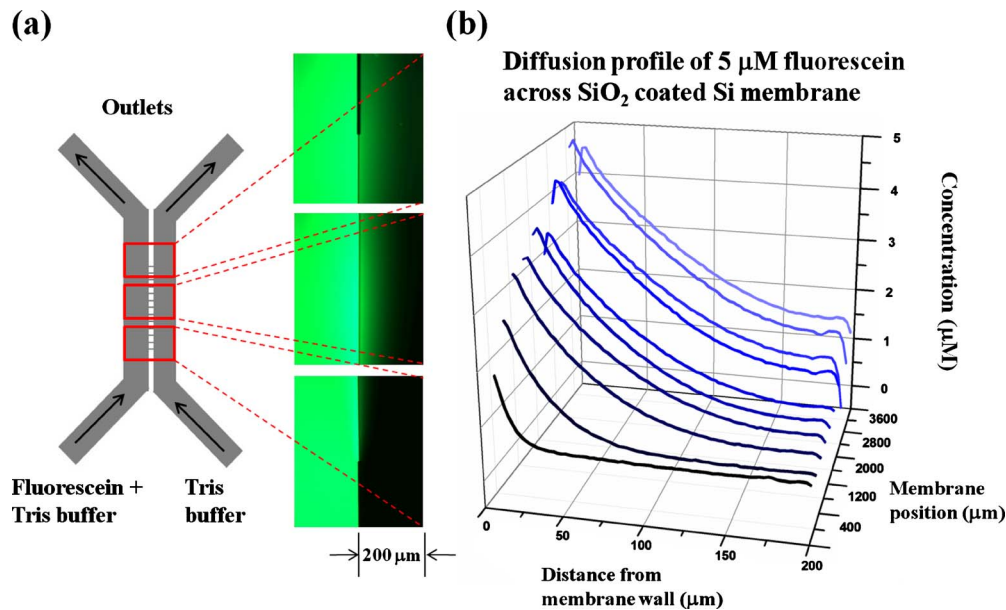 (a)
Outlets
Fluorescein +
Tris buffer
Tris
buffer
200 μm
(b)
Diffusion profile of 5 μM fluorescein
across SiO₂ coated Si membrane
5
4
3
2
1
0
Concentration (μM)
3600
2800
2000
1200
400
Membrane
position (μm)
0
50
100
150
200
Distance from
membrane wall (μm)